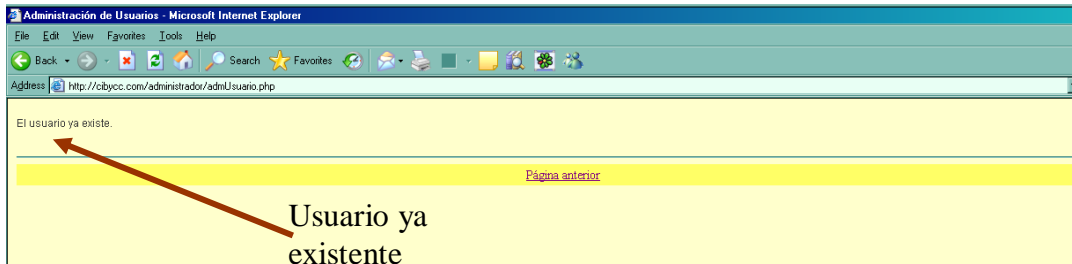 Administración de Usuarios - Microsoft Internet Explorer
File Edit View Favorites Tools Help
Back Search Favorites
Address http://cibycc.com/administrador/admUsuario.php
El usuario ya existe.
Página anterior
Usuario ya
existente